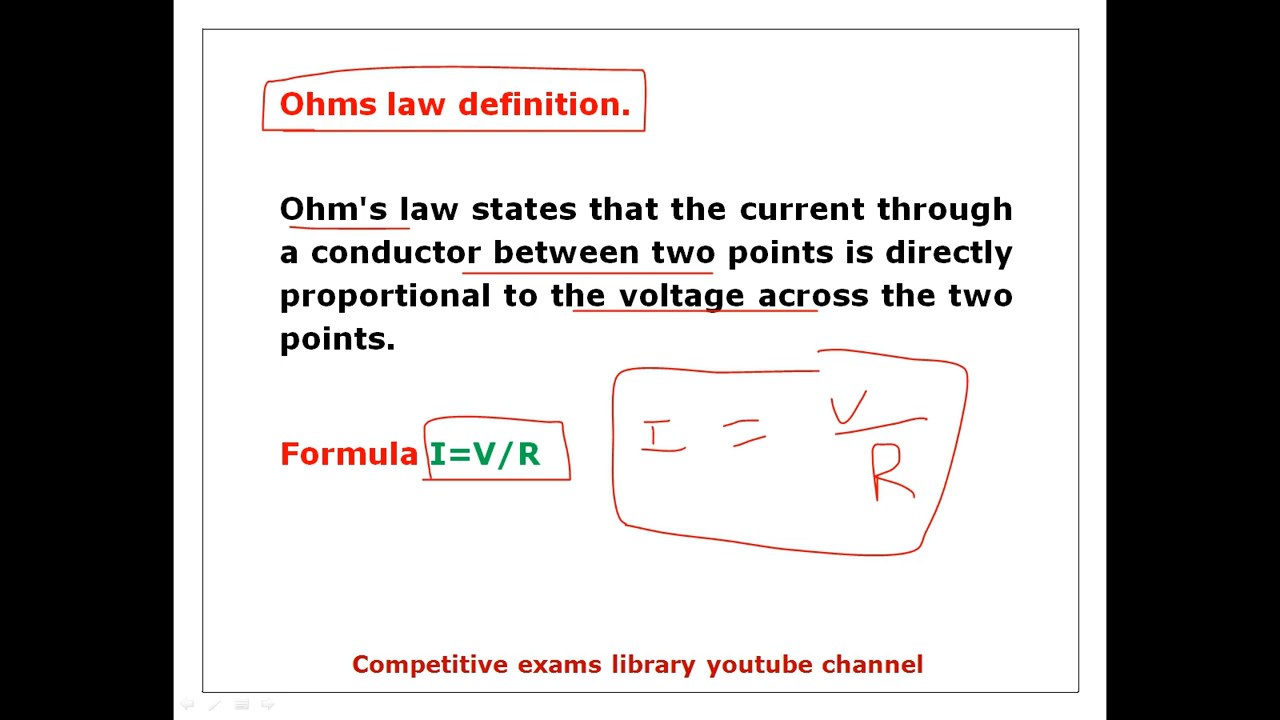 Ohms law definition.
Ohm's law states that the current through
a conductor between two points is directly
proportional to the voltage across the two
points.
Formula I=V/R
I = V/R
Competitive exams library youtube channel